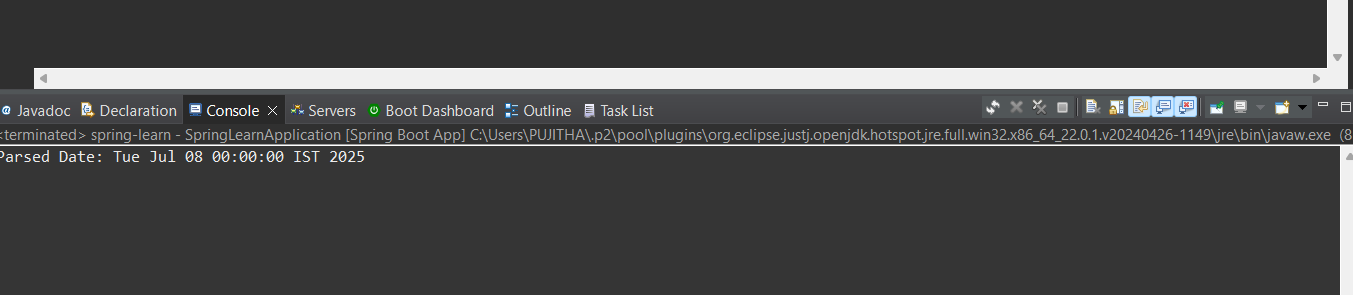 @ Javadoc Declaration Console Servers Boot Dashboard Outline Task List
<terminated> spring-learn - SpringLearnApplication [Spring Boot App] C:\Users\PUJITHA\.p2\pool\plugins\org.eclipse.justj.openjdk.hotspot.jre.full.win32.x86_64_22.0.1.v20240426-1149\jre\bin\javaw.exe (8
Parsed Date: Tue Jul 08 00:00:00 IST 2025